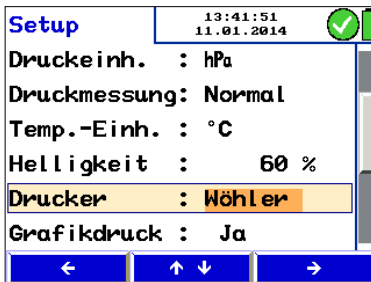 Setup 13:41:51
11.01.2014
Druckeinh. : hPa
Druckmessung: Normal
Temp.-Einh. : °C
Helligkeit : 60 %
Drucker : Wöhler
Grafikdruck : Ja
← ↑ ↓ →